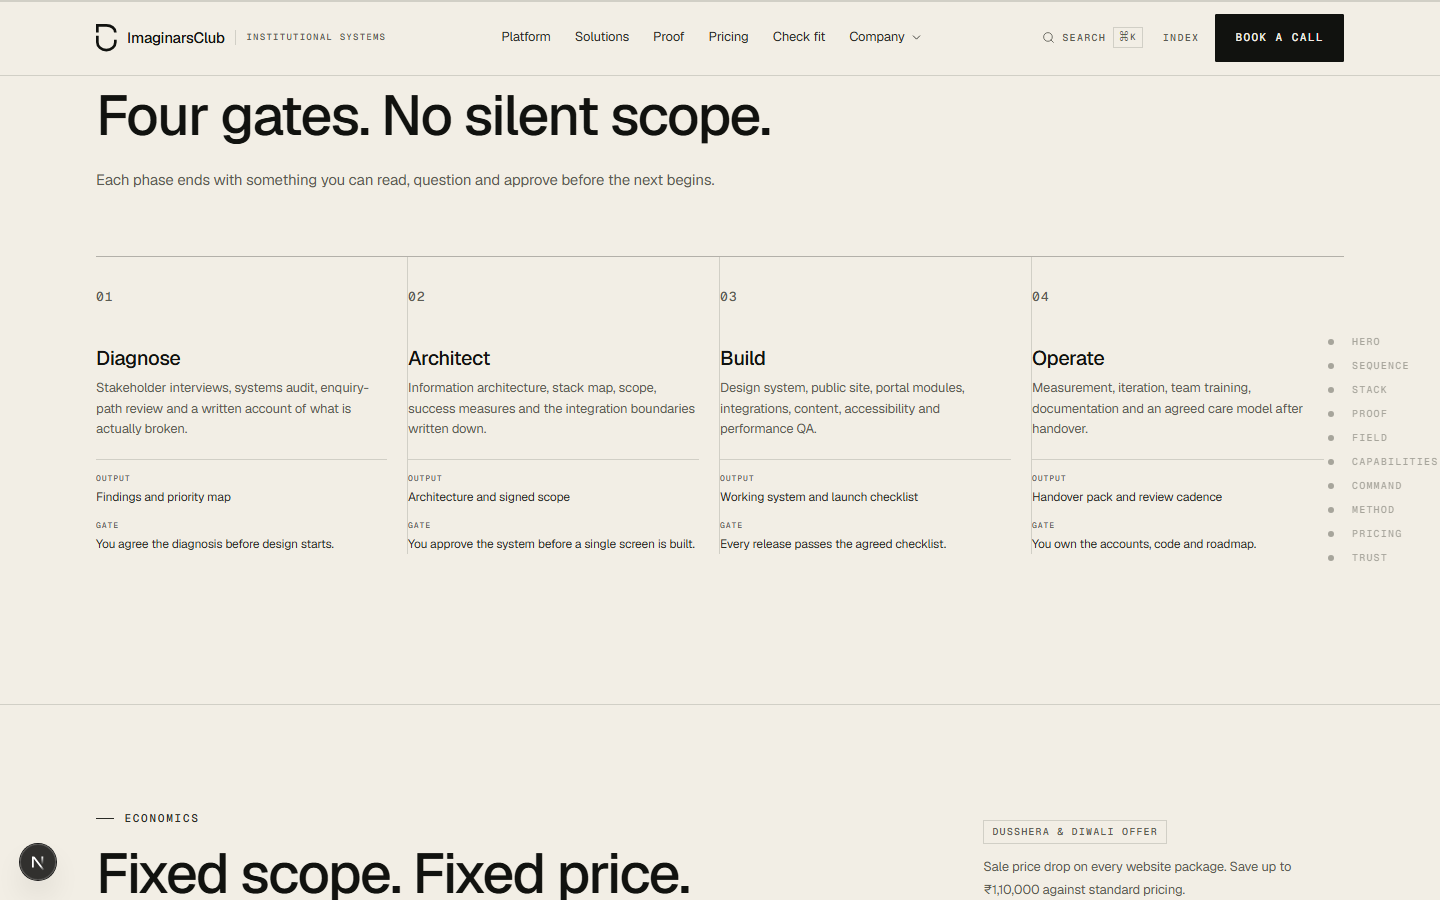 ImaginarsClub
INSTITUTIONAL SYSTEMS
Platform
Solutions
Proof
Pricing
Check fit
Company
SEARCH
⌘K
INDEX
BOOK A CALL
Four gates. No silent scope.
Each phase ends with something you can read, question and approve before the next begins.
01
Diagnose
Stakeholder interviews, systems audit, enquiry-
path review and a written account of what is
actually broken.
OUTPUT
Findings and priority map
GATE
You agree the diagnosis before design starts.
02
Architect
Information architecture, stack map, scope,
success measures and the integration boundaries
written down.
OUTPUT
Architecture and signed scope
GATE
You approve the system before a single screen is built.
03
Build
Design system, public site, portal modules,
integrations, content, accessibility and
performance QA.
OUTPUT
Working system and launch checklist
GATE
Every release passes the agreed checklist.
04
Operate
Measurement, iteration, team training,
documentation and an agreed care model after
handover.
OUTPUT
Handover pack and review cadence
GATE
You own the accounts, code and roadmap.
HERO
SEQUENCE
STACK
PROOF
FIELD
CAPABILITIES
COMMAND
METHOD
PRICING
TRUST
ECONOMICS
Fixed scope. Fixed price.
DUSSHERA & DIWALI OFFER
Sale price drop on every website package. Save up to
₹1,10,000 against standard pricing.
N